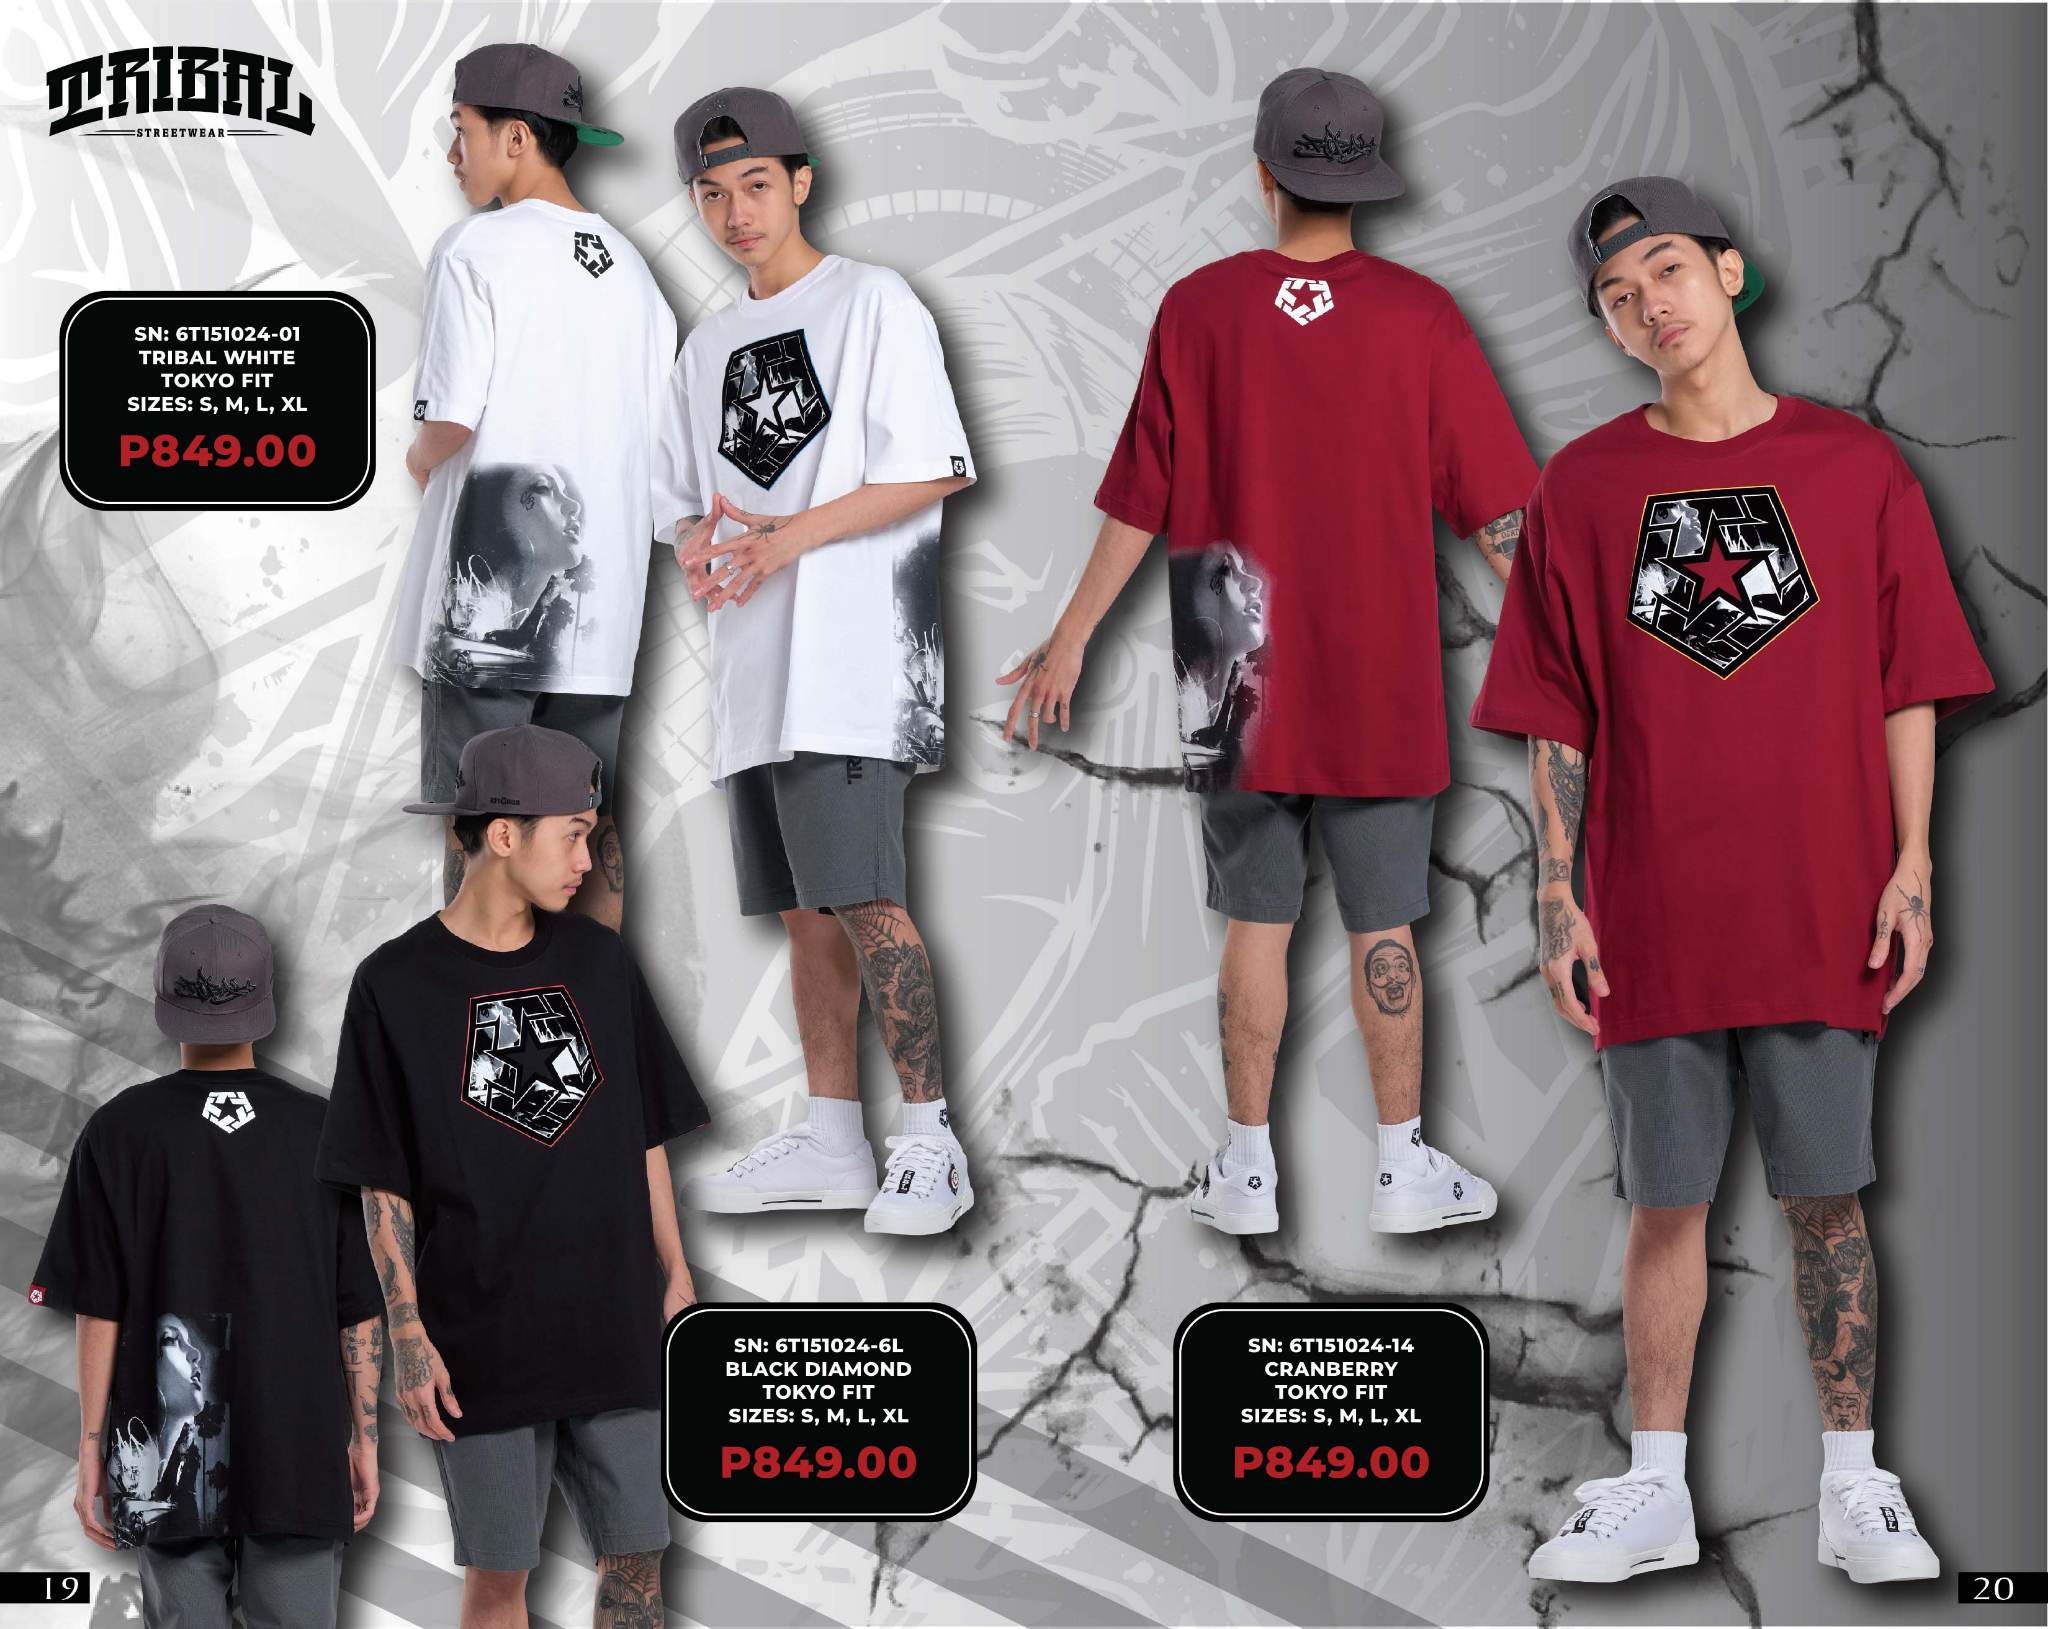 TRIBAL
STREETWEAR
SN: 6T151024-01
TRIBAL WHITE
TOKYO FIT
SIZES: S, M, L, XL
P849.00
SN: 6T151024-6L
BLACK DIAMOND
TOKYO FIT
SIZES: S, M, L, XL
P849.00
SN: 6T151024-14
CRANBERRY
TOKYO FIT
SIZES: S, M, L, XL
P849.00
TR
19
20